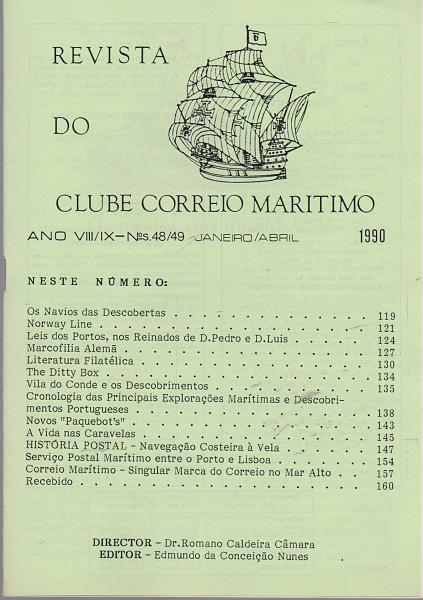 REVISTA
DO
CLUBE CORREIO MARITIMO
ANO VIII/IX-Nºs.48/49 JANEIRO/ABRIL 1990
NESTE NÚMERO:
Os Navios das Descobertas . . . . . . . . . . . . . . . . 119
Norway Line . . . . . . . . . . . . . . . . . . . . . 121
Leis dos Portos, nos Reinados de D.Pedro e D.Luis . . . . . 124
Marcofilia Alemã . . . . . . . . . . . . . . . . . . . 127
Literatura Filatélica . . . . . . . . . . . . . . . . . . 130
The Ditty Box . . . . . . . . . . . . . . . . . . . . 134
Vila do Conde e os Descobrimentos . . . . . . . . . . . . 135
Cronologia das Principais Explorações Marítimas e Descobri-
mentos Portugueses . . . . . . . . . . . . . . . . . . 138
Novos "Paquebot's" . . . . . . . . . . . . . . . . . . 143
A Vida nas Caravelas . . . . . . . . . . . . . . . . . 145
HISTÓRIA POSTAL - Navegação Costeira à Vela . . . . . . . 147
Serviço Postal Marítimo entre o Porto e Lisboa . . . . . . . 154
Correio Marítimo - Singular Marca do Correio no Mar Alto . . 157
Recebido . . . . . . . . . . . . . . . . . . . . . . 160
DIRECTOR - Dr.Romano Caldeira Câmara
EDITOR - Edmundo da Conceição Nunes